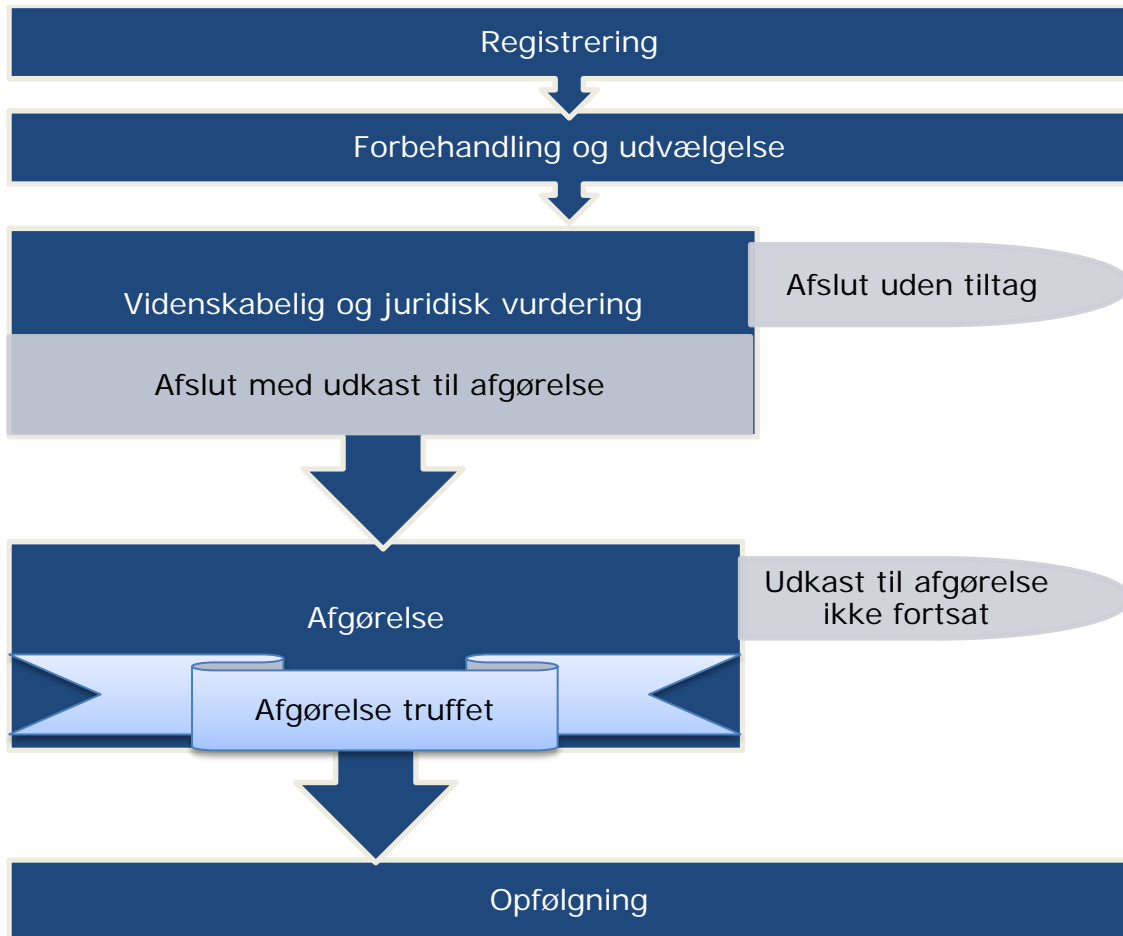 Registrering
Forbehandling og udvælgelse
Videnskabelig og juridisk vurdering
Afslut uden tiltag
Afslut med udkast til afgørelse
Afgørelse
Udkast til afgørelse
ikke fortsat
Afgørelse truffet
Opfølgning